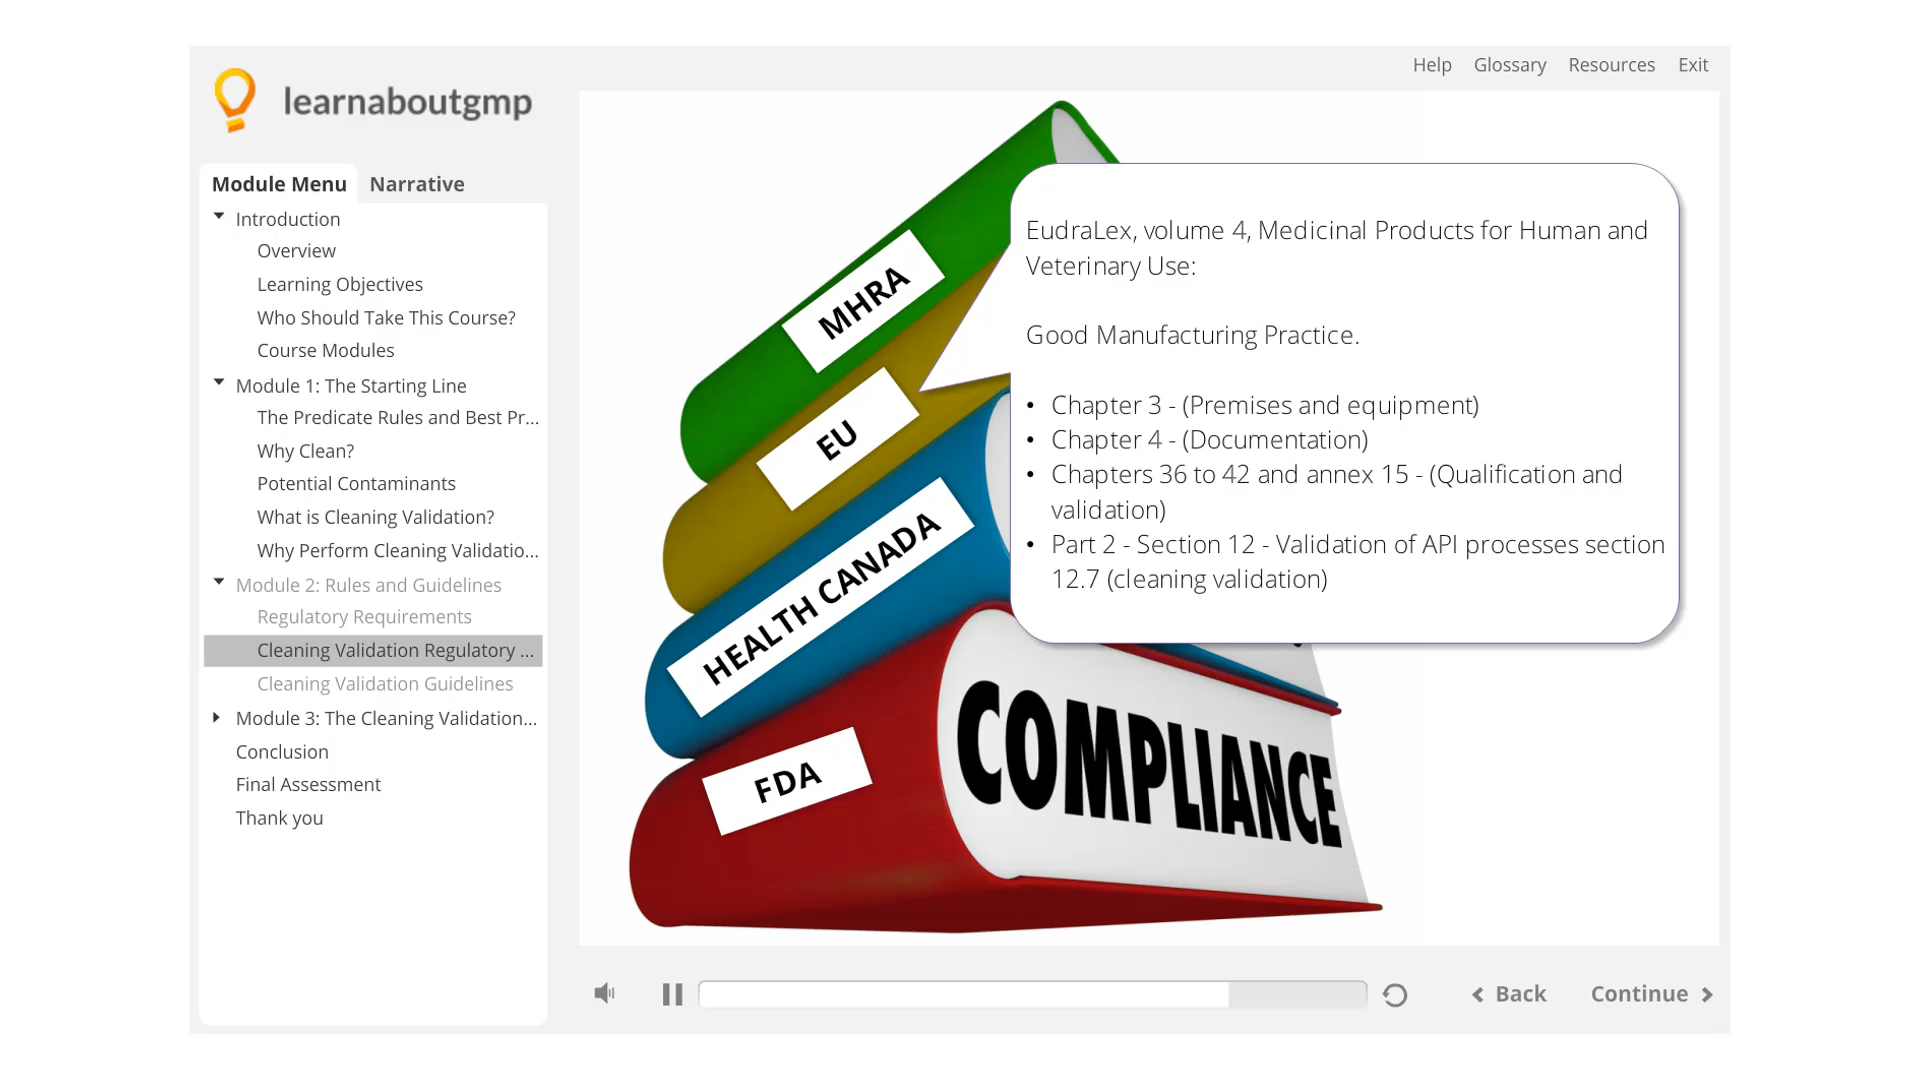 Help Glossary Resources Exit
learnaboutgmp
Module Menu Narrative
Introduction
Overview
Learning Objectives
Who Should Take This Course?
Course Modules
Module 1: The Starting Line
The Predicate Rules and Best Pr...
Why Clean?
Potential Contaminants
What is Cleaning Validation?
Why Perform Cleaning Validatio...
Module 2: Rules and Guidelines
Regulatory Requirements
Cleaning Validation Regulatory ...
Cleaning Validation Guidelines
Module 3: The Cleaning Validation...
Conclusion
Final Assessment
Thank you
MHRA
EU
HEALTH CANADA
FDA
COMPLIANCE
EudraLex, volume 4, Medicinal Products for Human and
Veterinary Use:
Good Manufacturing Practice.
• Chapter 3 - (Premises and equipment)
• Chapter 4 - (Documentation)
• Chapters 36 to 42 and annex 15 - (Qualification and
validation)
• Part 2 - Section 12 - Validation of API processes section
12.7 (cleaning validation)
Back Continue